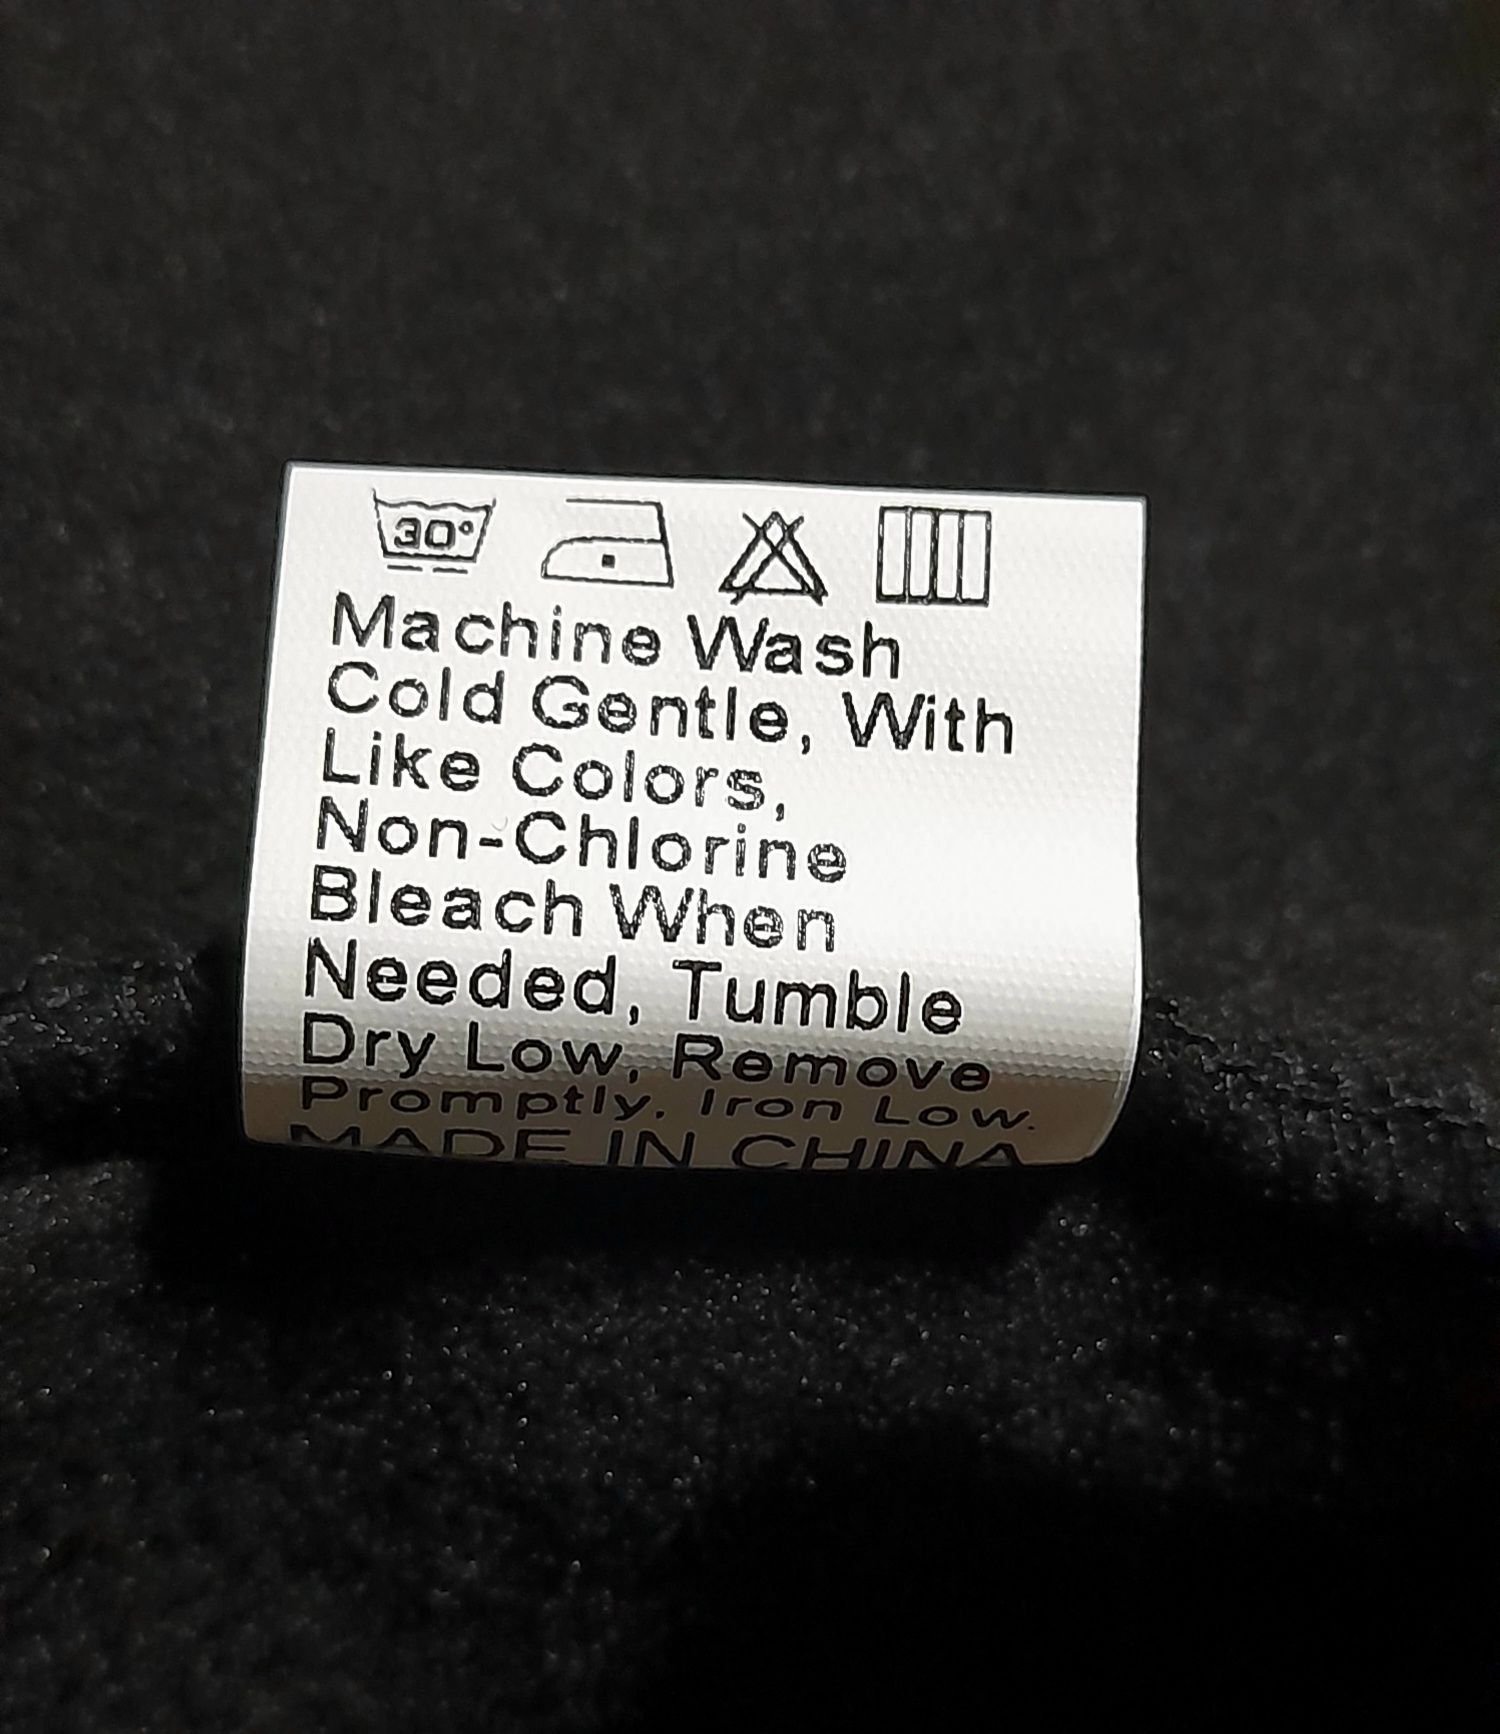 30°
Machine Wash
Cold Gentle, With
Like Colors,
Non-Chlorine
Bleach When
Needed, Tumble
Dry Low, Remove
Promptly. Iron Low.
MADE IN CHINA